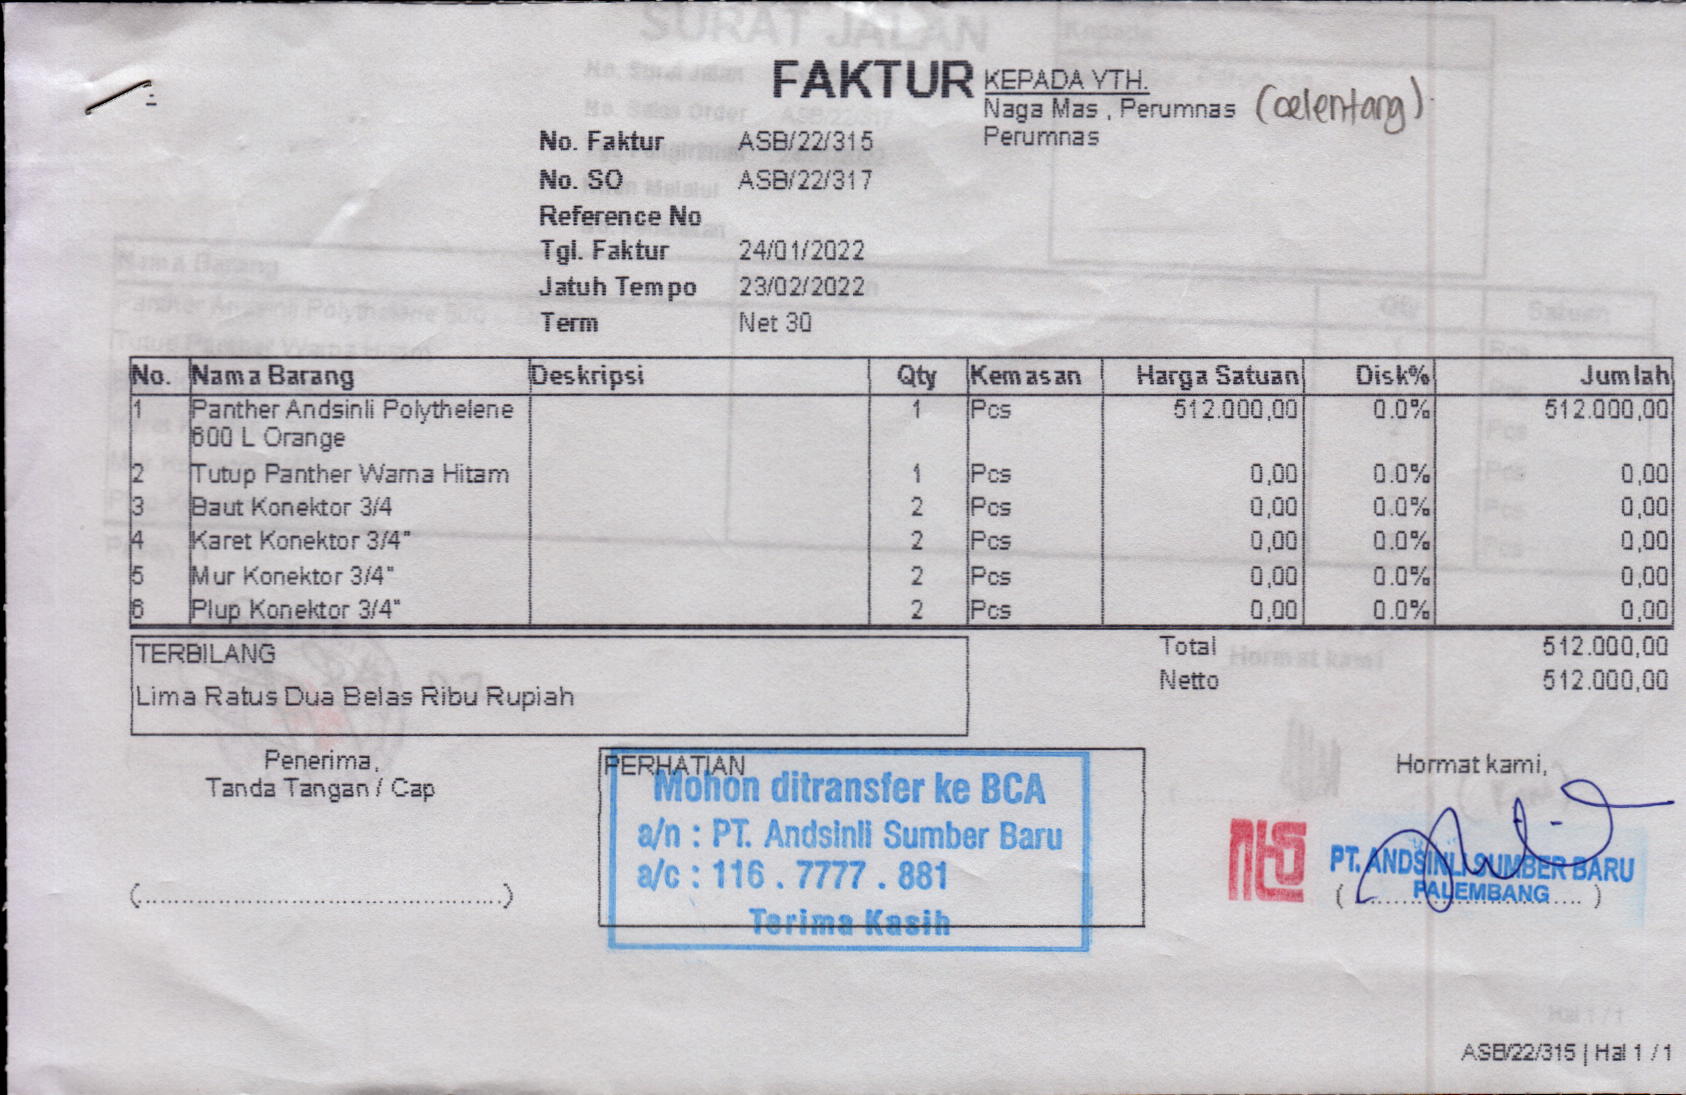 FAKTUR
KEPADA YTH.
Naga Mas , Perumnas (celentang)
Perumnas
No. Faktur ASB/22/315
No. SO ASB/22/317
Reference No
Tgl. Faktur 24/01/2022
Jatuh Tempo 23/02/2022
Term Net 30
No. Nama Barang Deskripsi Qty Kemasan Harga Satuan Disk% Jumlah
1 Panther Andsinli Polythelene 1 Pcs 512.000,00 0.0% 512.000,00
600 L Orange
2 Tutup Panther Warna Hitam 1 Pcs 0,00 0.0% 0,00
3 Baut Konektor 3/4 2 Pcs 0,00 0.0% 0,00
4 Karet Konektor 3/4" 2 Pcs 0,00 0.0% 0,00
5 Mur Konektor 3/4" 2 Pcs 0,00 0.0% 0,00
6 Plup Konektor 3/4" 2 Pcs 0,00 0.0% 0,00
TERBILANG
Lima Ratus Dua Belas Ribu Rupiah
Total 512.000,00
Netto 512.000,00
Penerima,
Tanda Tangan / Cap
(................................................)
PERHATIAN
Mohon ditransfer ke BCA
a/n : PT. Andsinli Sumber Baru
a/c : 116 . 7777 . 881
Terima Kasih
Hormat kami,
PT. ANDSINLI SUMBER BARU
PALEMBANG
(................................)
ASB/22/315 | Hal 1 / 1